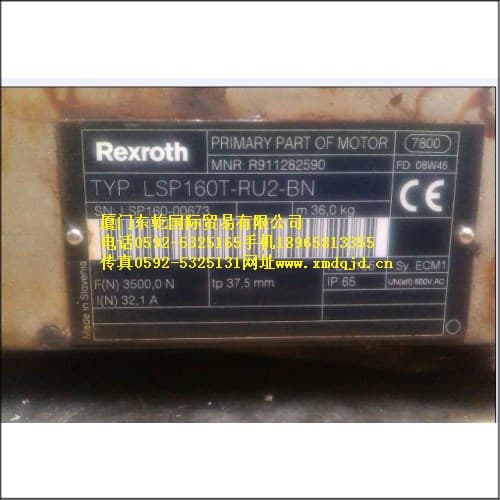 Rexroth
PRIMARY PART OF MOTOR 7800
MNR: R911282590 FD: 08W45
TYP LSP160T-RU2-BN
SN: LSP160-00673 m 36,0 kg
厦门东乾国际贸易有限公司
电话0592-5325165手机18965813355
传真0592-5325131网址www.xmdqjd.cn
Sy ECM1
F(N) 3500,0 N tp 37,5 mm IP 65 UN(eff) 600V AC
I(N) 32,1 A
Made in Slovenia
CE